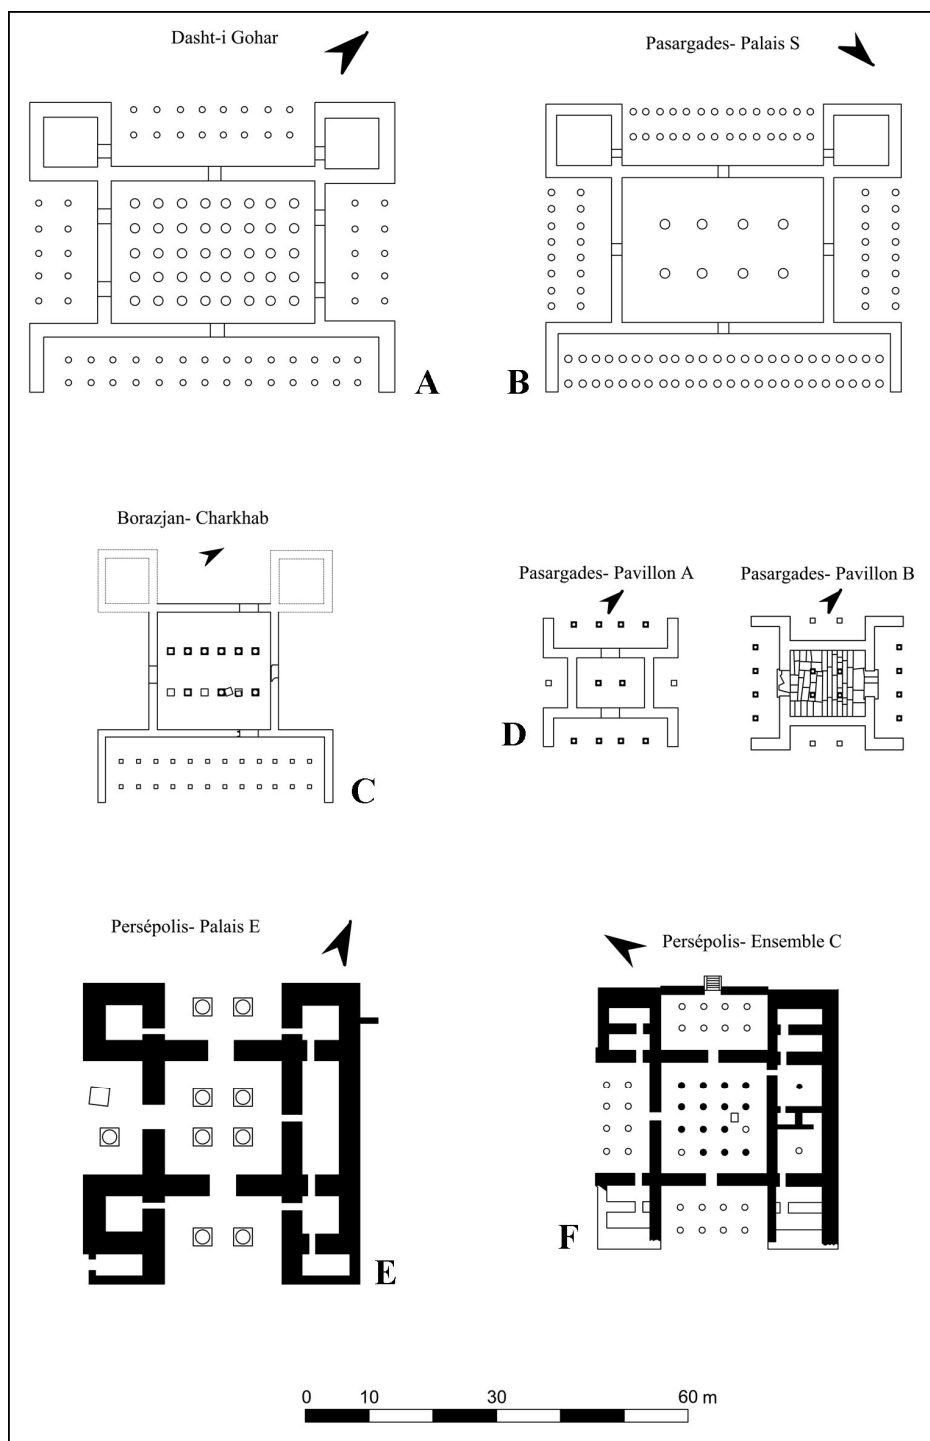 Dasht-i Gohar
Pasargades- Palais S
A
B
Borazjan- Charkhab
Pasargades- Pavillon A
Pasargades- Pavillon B
C
D
Persépolis- Palais E
Persépolis- Ensemble C
E
F
0 10 30 60 m